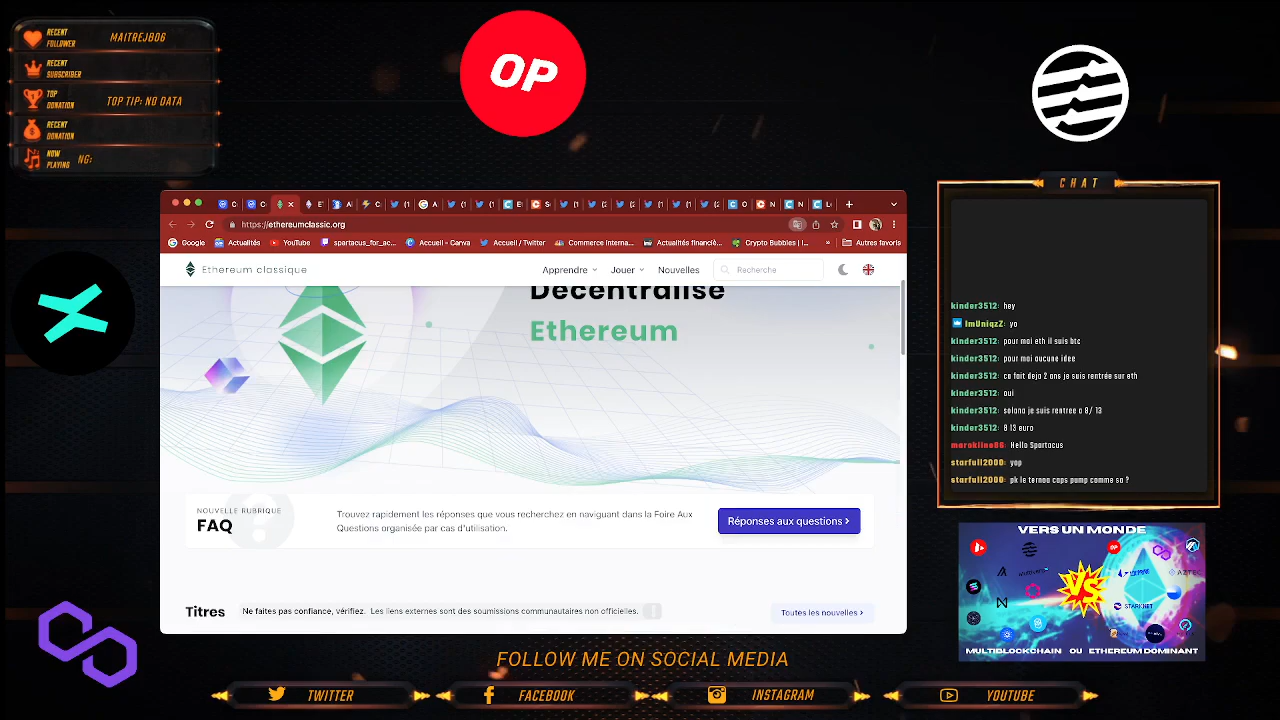 RECENT
FOLLOWER
MAITREJB06
RECENT
SUBSCRIBER
TOP
DONATION
TOP TIP: NO DATA
RECENT
DONATION
NOW
PLAYING
NG:
OP
https://ethereumclassic.org
Google
Actualités
YouTube
spartacus_for_ac...
Accueil – Canva
Accueil / Twitter
Commerce Interna...
Actualités financiè...
Crypto Bubbles | I...
»
Autres favoris
Ethereum classique
Apprendre
Jouer
Nouvelles
Recherche
Décentralisé
Ethereum
NOUVELLE RUBRIQUE
FAQ
Trouvez rapidement les réponses que vous recherchez en naviguant dans la Foire Aux
Questions organisée par cas d'utilisation.
Réponses aux questions ›
Titres
Ne faites pas confiance, vérifiez. Les liens externes sont des soumissions communautaires non officielles.
Toutes les nouvelles ›
CHAT
kinder3512: hey
ImUniqzZ: yo
kinder3512: pour moi eth il suis btc
kinder3512: pour moi aucune idee
kinder3512: ca fait deja 2 ans je suis rentrée sur eth
kinder3512: oui
kinder3512: solana je suis rentree a 8/ 13
kinder3512: 8 13 euro
maroklino86: Hello Spartacus
starfull2000: yop
starfull2000: pk le ternoa caps pump comme sa ?
VERS UN MONDE
VS
AZTEC
STARKNET
MULTIBLOCKCHAIN OU ETHEREUM DOMINANT
FOLLOW ME ON SOCIAL MEDIA
TWITTER
FACEBOOK
INSTAGRAM
YOUTUBE